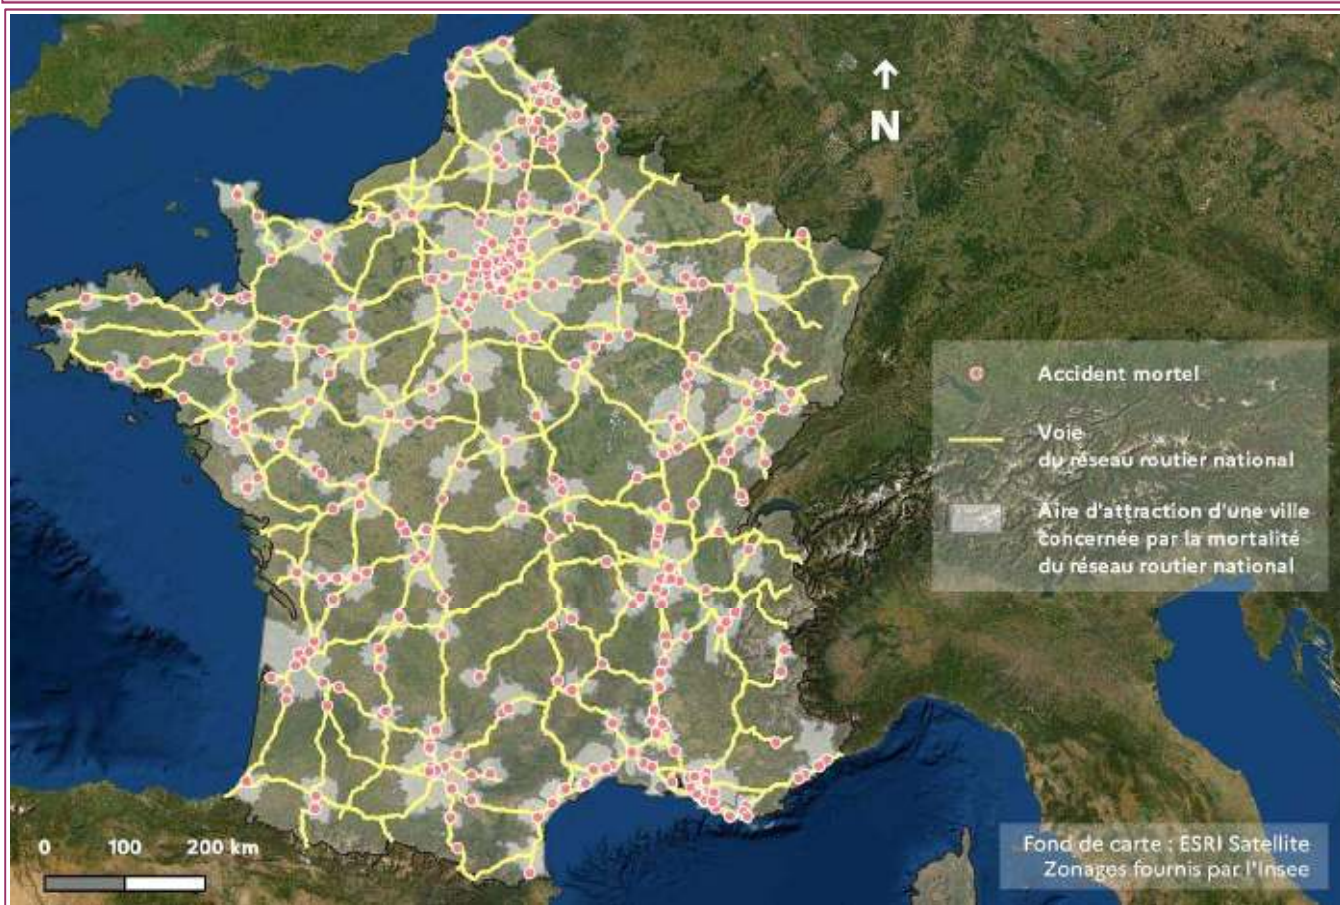 N
Accident mortel
Voie
du réseau routier national
Aire d'attraction d'une ville
concernée par la mortalité
du réseau routier national
0 100 200 km
Fond de carte : ESRI Satellite
Zonages fournis par l'Insee